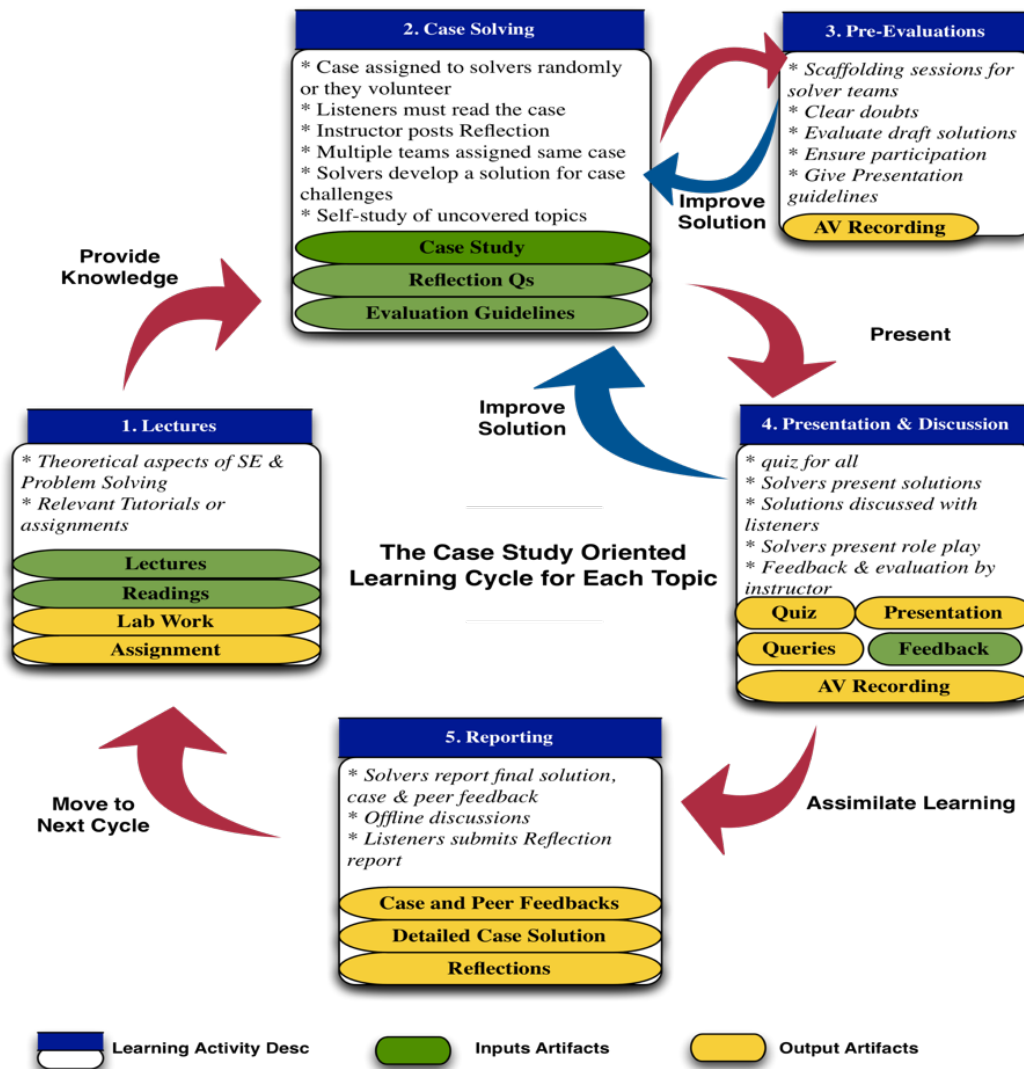 2. Case Solving
* Case assigned to solvers randomly
or they volunteer
* Listeners must read the case
* Instructor posts Reflection
* Multiple teams assigned same case
* Solvers develop a solution for case
challenges
* Self-study of uncovered topics
Case Study
Reflection Qs
Evaluation Guidelines
3. Pre-Evaluations
* Scaffolding sessions for
solver teams
* Clear doubts
* Evaluate draft solutions
* Ensure participation
* Give Presentation
guidelines
AV Recording
Improve
Solution
Provide
Knowledge
Present
Improve
Solution
1. Lectures
* Theoretical aspects of SE &
Problem Solving
* Relevant Tutorials or
assignments
Lectures
Readings
Lab Work
Assignment
The Case Study Oriented
Learning Cycle for Each Topic
4. Presentation & Discussion
* quiz for all
* Solvers present solutions
* Solutions discussed with
listeners
* Solvers present role play
* Feedback & evaluation by
instructor
Quiz
Presentation
Queries
Feedback
AV Recording
5. Reporting
* Solvers report final solution,
case & peer feedback
* Offline discussions
* Listeners submits Reflection
report
Case and Peer Feedbacks
Detailed Case Solution
Reflections
Move to
Next Cycle
Assimilate Learning
Learning Activity Desc
Inputs Artifacts
Output Artifacts